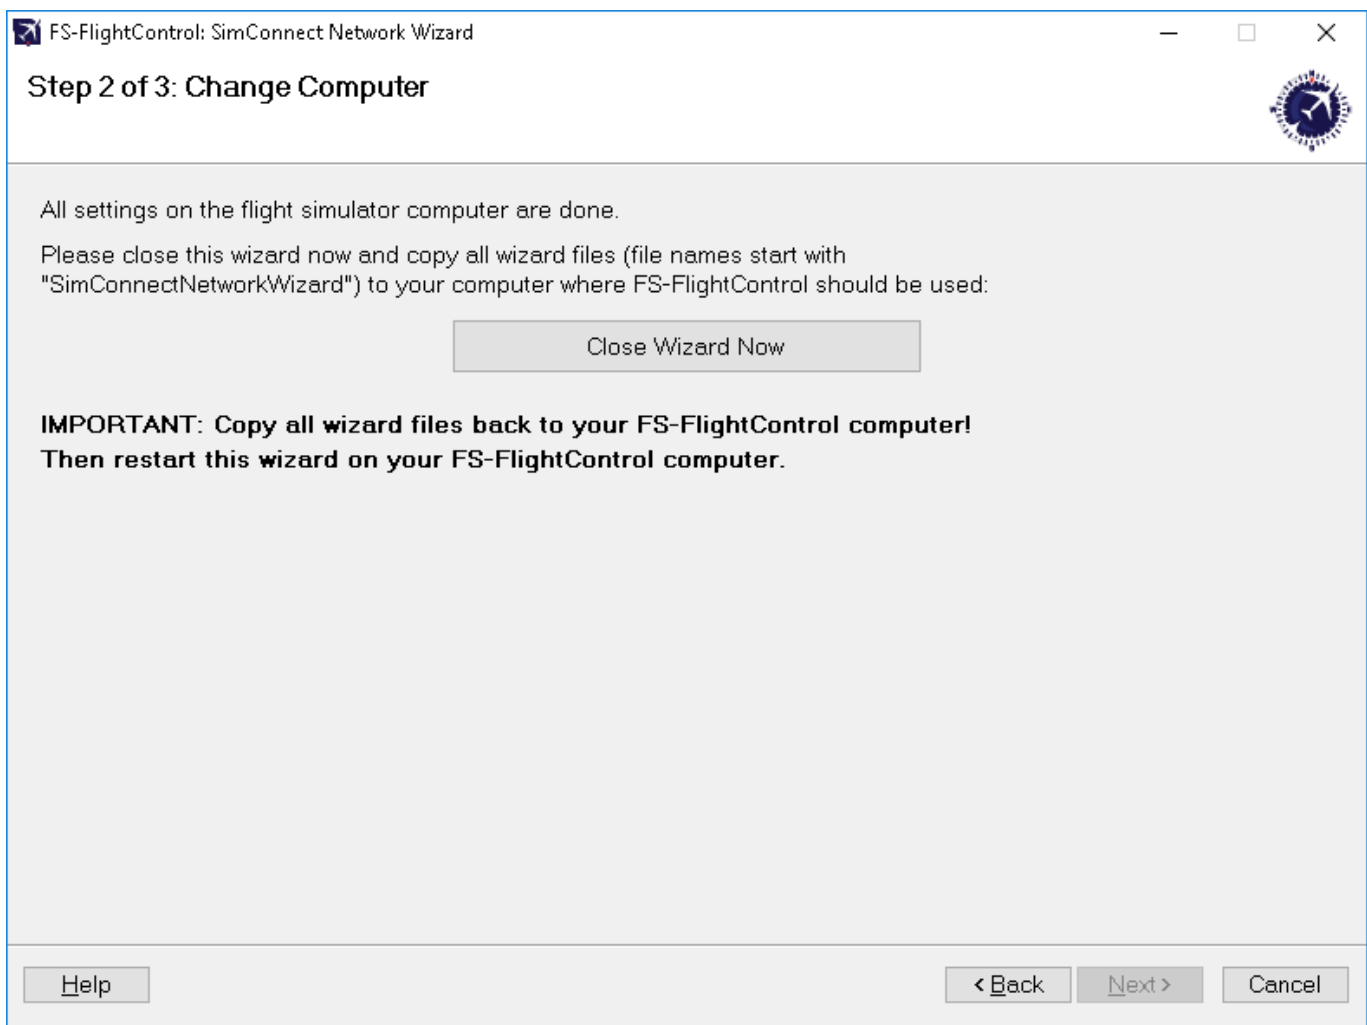 FS-FlightControl: SimConnect Network Wizard
Step 2 of 3: Change Computer
All settings on the flight simulator computer are done.
Please close this wizard now and copy all wizard files (file names start with
"SimConnectNetworkWizard") to your computer where FS-FlightControl should be used:
Close Wizard Now
IMPORTANT: Copy all wizard files back to your FS-FlightControl computer!
Then restart this wizard on your FS-FlightControl computer.
Help
< Back
Next >
Cancel